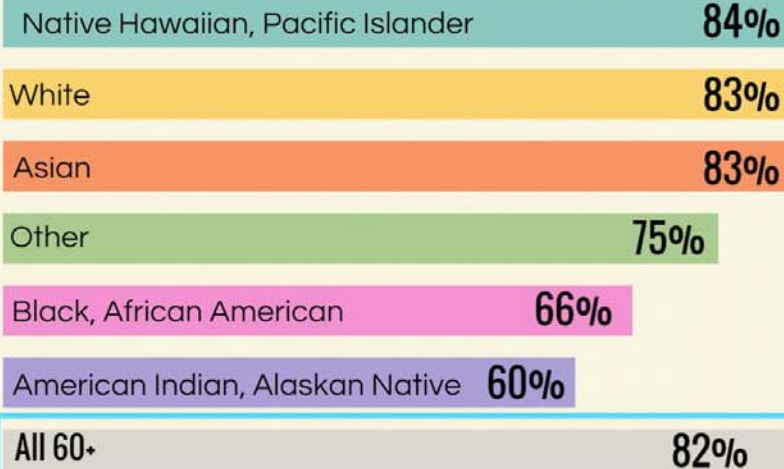 Native Hawaiian, Pacific Islander 84%
White 83%
Asian 83%
Other 75%
Black, African American 66%
American Indian, Alaskan Native 60%
All 60+ 82%